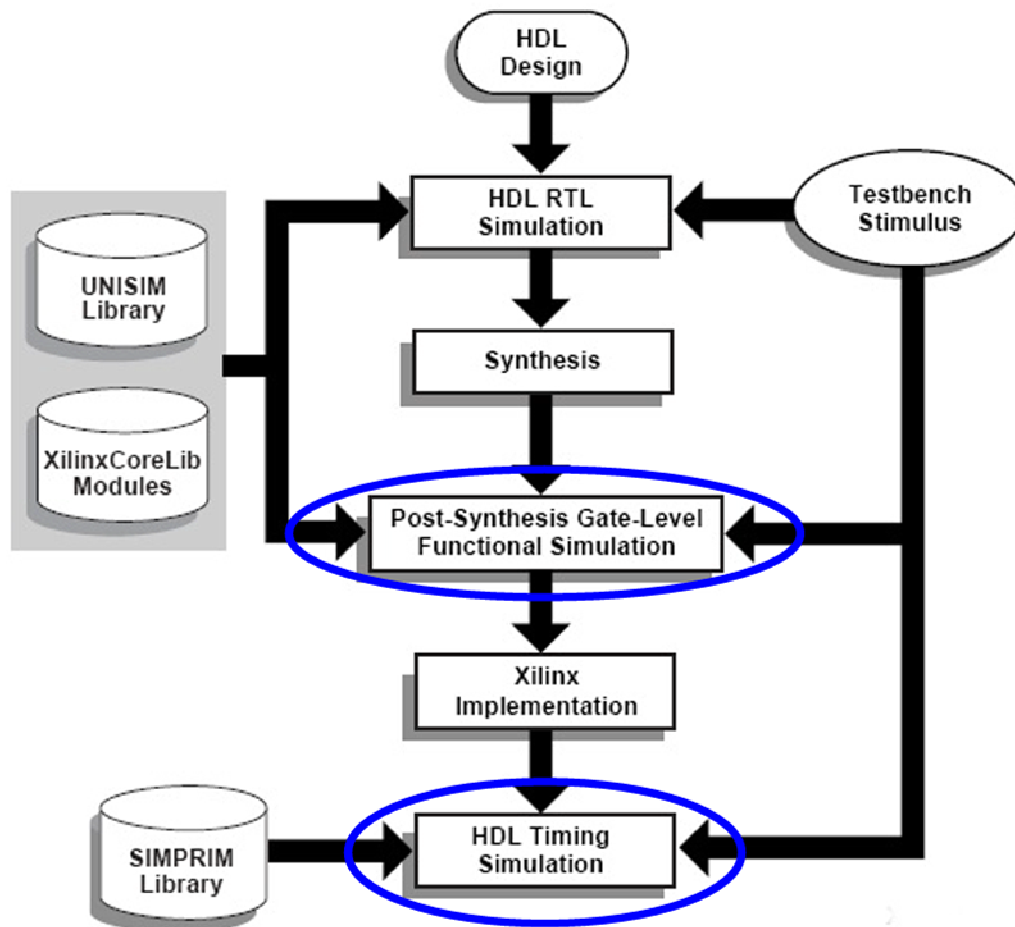 HDL
Design
HDL RTL
Simulation
Testbench
Stimulus
UNISIM
Library
Synthesis
XilinxCoreLib
Modules
Post-Synthesis Gate-Level
Functional Simulation
Xilinx
Implementation
HDL Timing
Simulation
SIMPRIM
Library